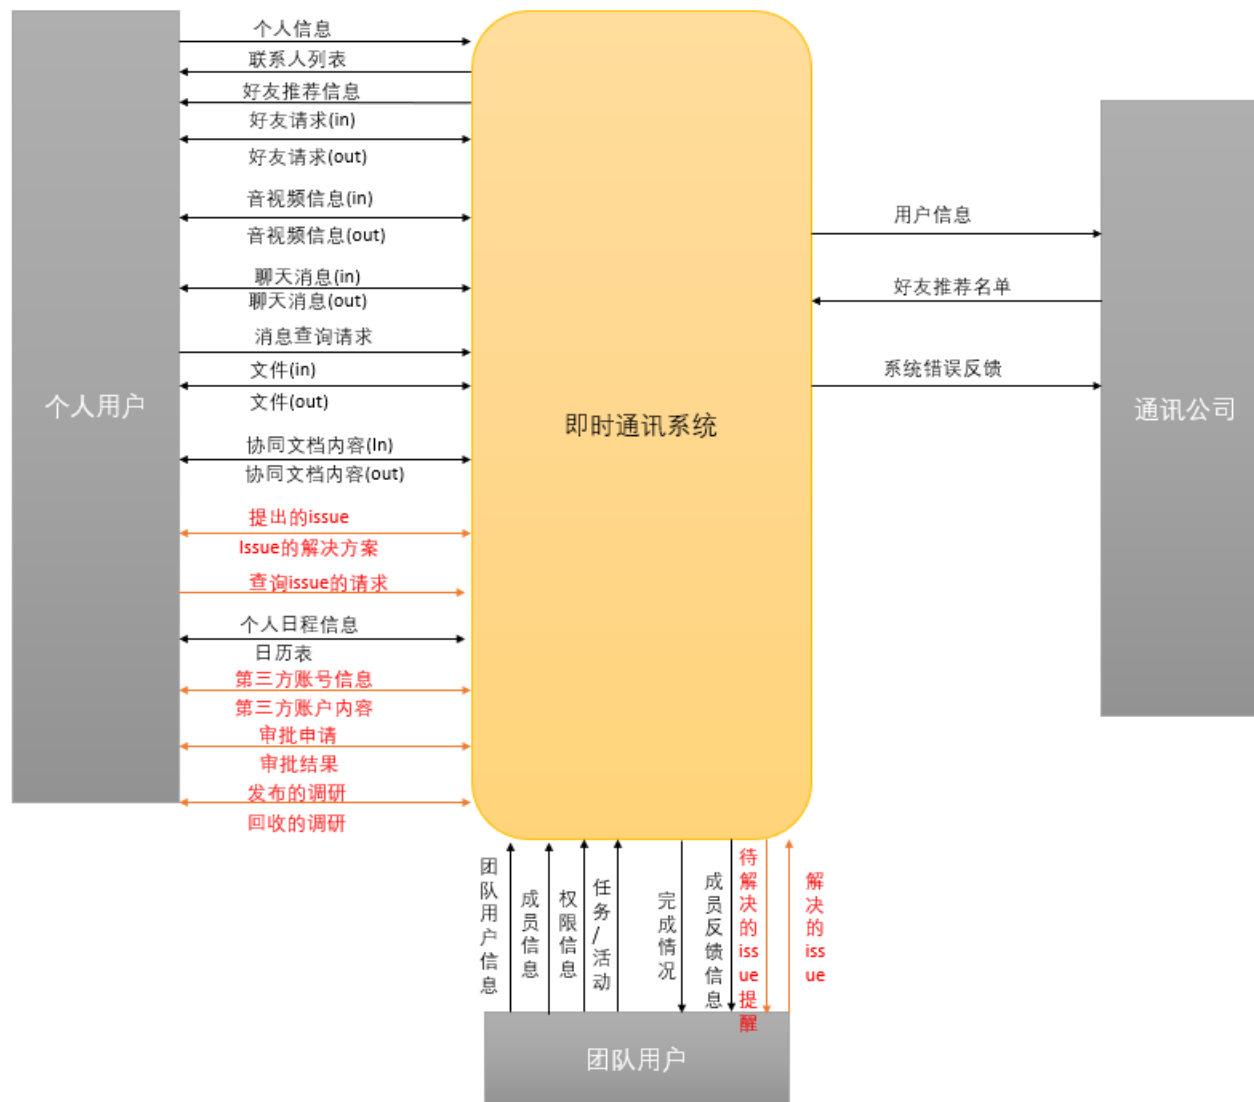 个人信息
联系人列表
好友推荐信息
好友请求(in)
好友请求(out)
音视频信息(in)
音视频信息(out)
聊天消息(in)
聊天消息(out)
消息查询请求
文件(in)
文件(out)
协同文档内容(In)
协同文档内容(out)
提出的issue
Issue的解决方案
查询issue的请求
个人日程信息
日历表
第三方账号信息
第三方账户内容
审批申请
审批结果
发布的调研
回收的调研
个人用户
即时通讯系统
用户信息
好友推荐名单
系统错误反馈
通讯公司
团队用户信息
成员信息
权限信息
任务/活动
完成情况
成员反馈信息
待解决的issue提醒
解决的issue
团队用户